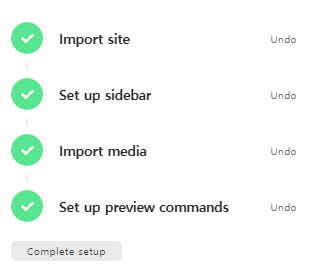 Import site
Undo
Set up sidebar
Undo
Import media
Undo
Set up preview commands
Undo
Complete setup